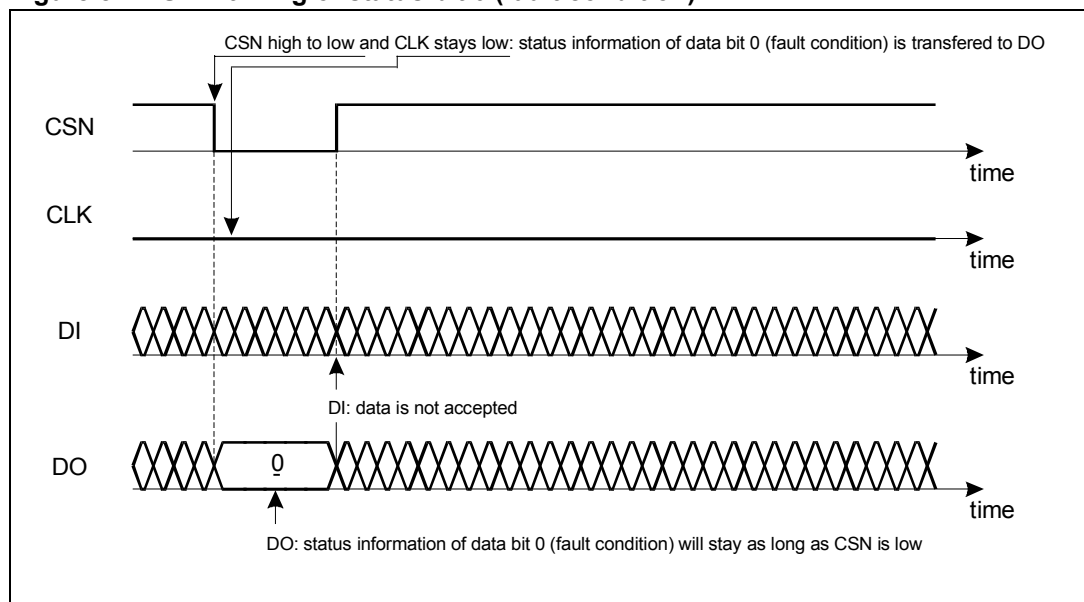 CSN high to low and CLK stays low: status information of data bit 0 (fault condition) is transfered to DO
CSN
time
CLK
time
DI
time
DI: data is not accepted
DO
0
time
DO: status information of data bit 0 (fault condition) will stay as long as CSN is low